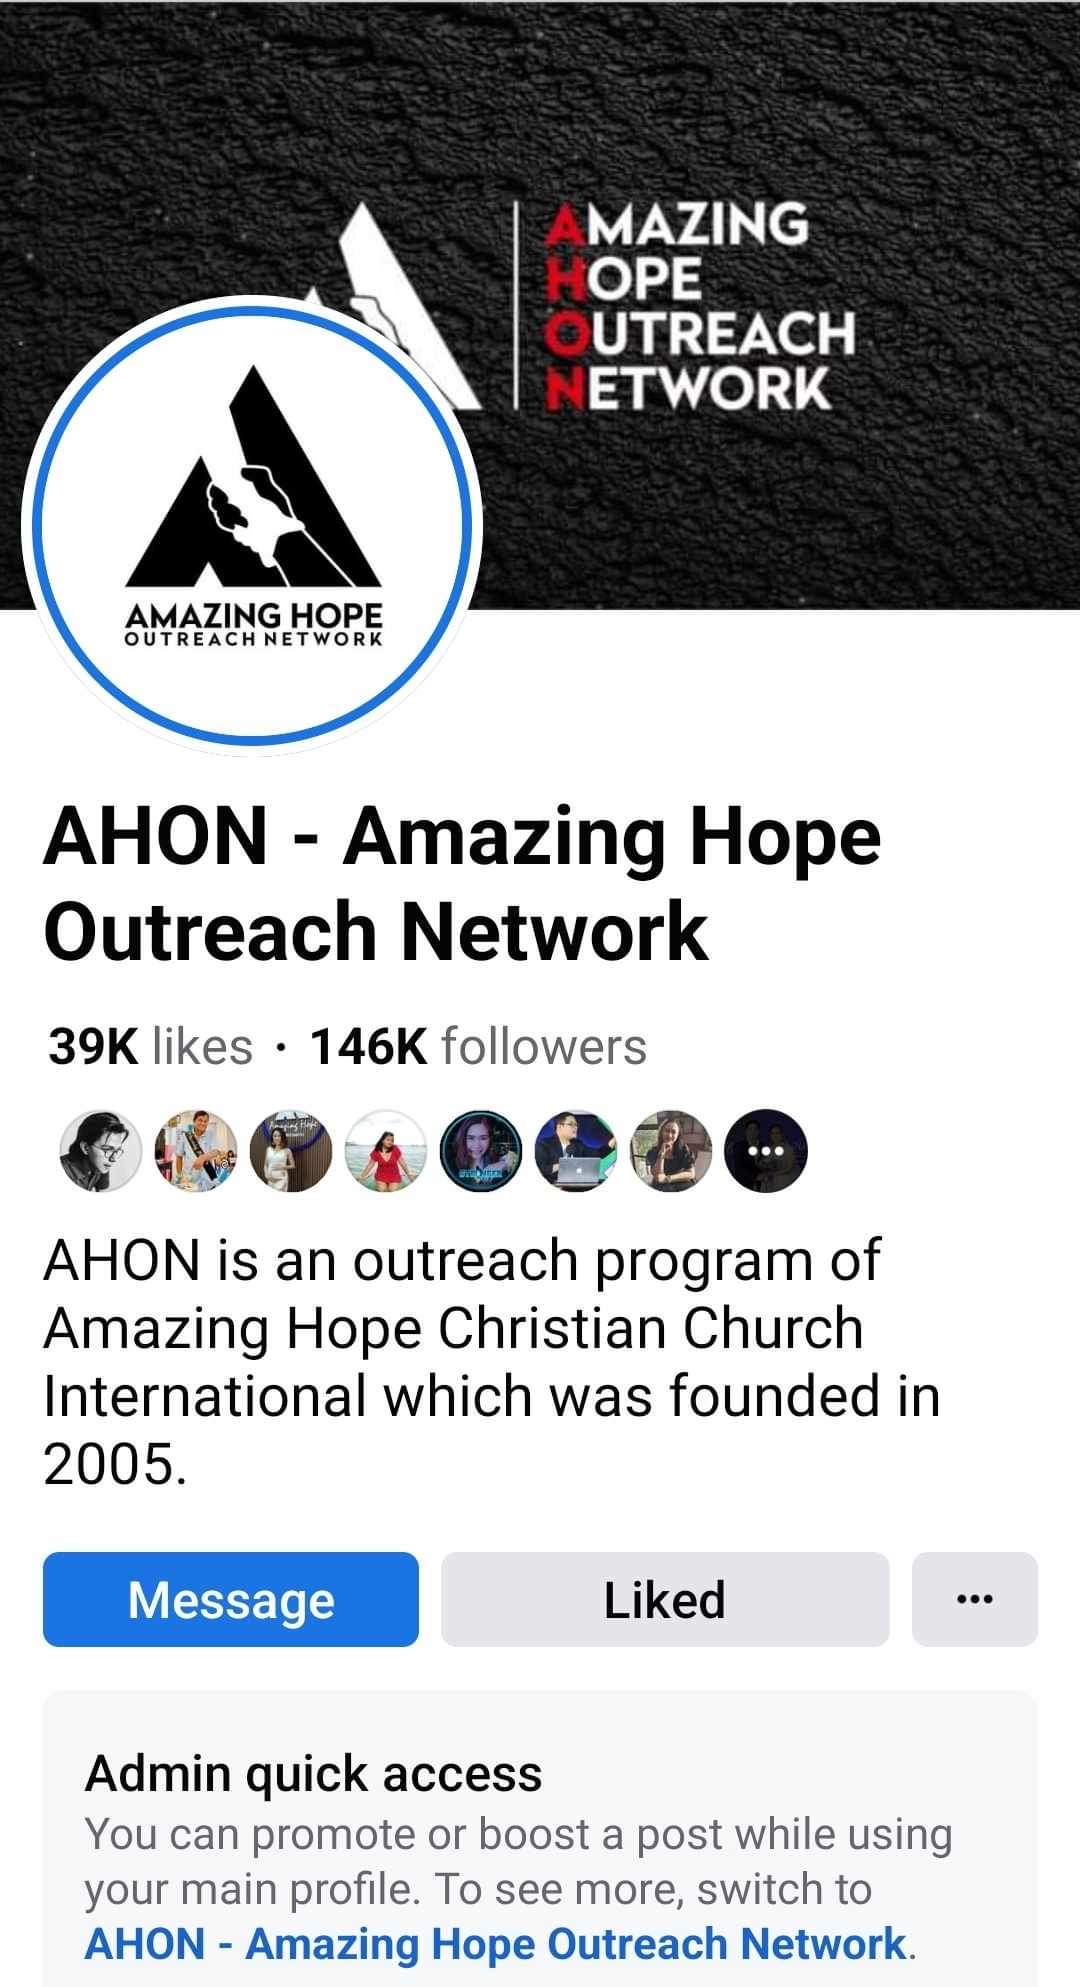 AMAZING
HOPE
OUTREACH
NETWORK
AMAZING HOPE
OUTREACH NETWORK
AHON - Amazing Hope
Outreach Network
39K likes · 146K followers
AHON is an outreach program of
Amazing Hope Christian Church
International which was founded in
2005.
Message
Liked
Admin quick access
You can promote or boost a post while using
your main profile. To see more, switch to
AHON - Amazing Hope Outreach Network.